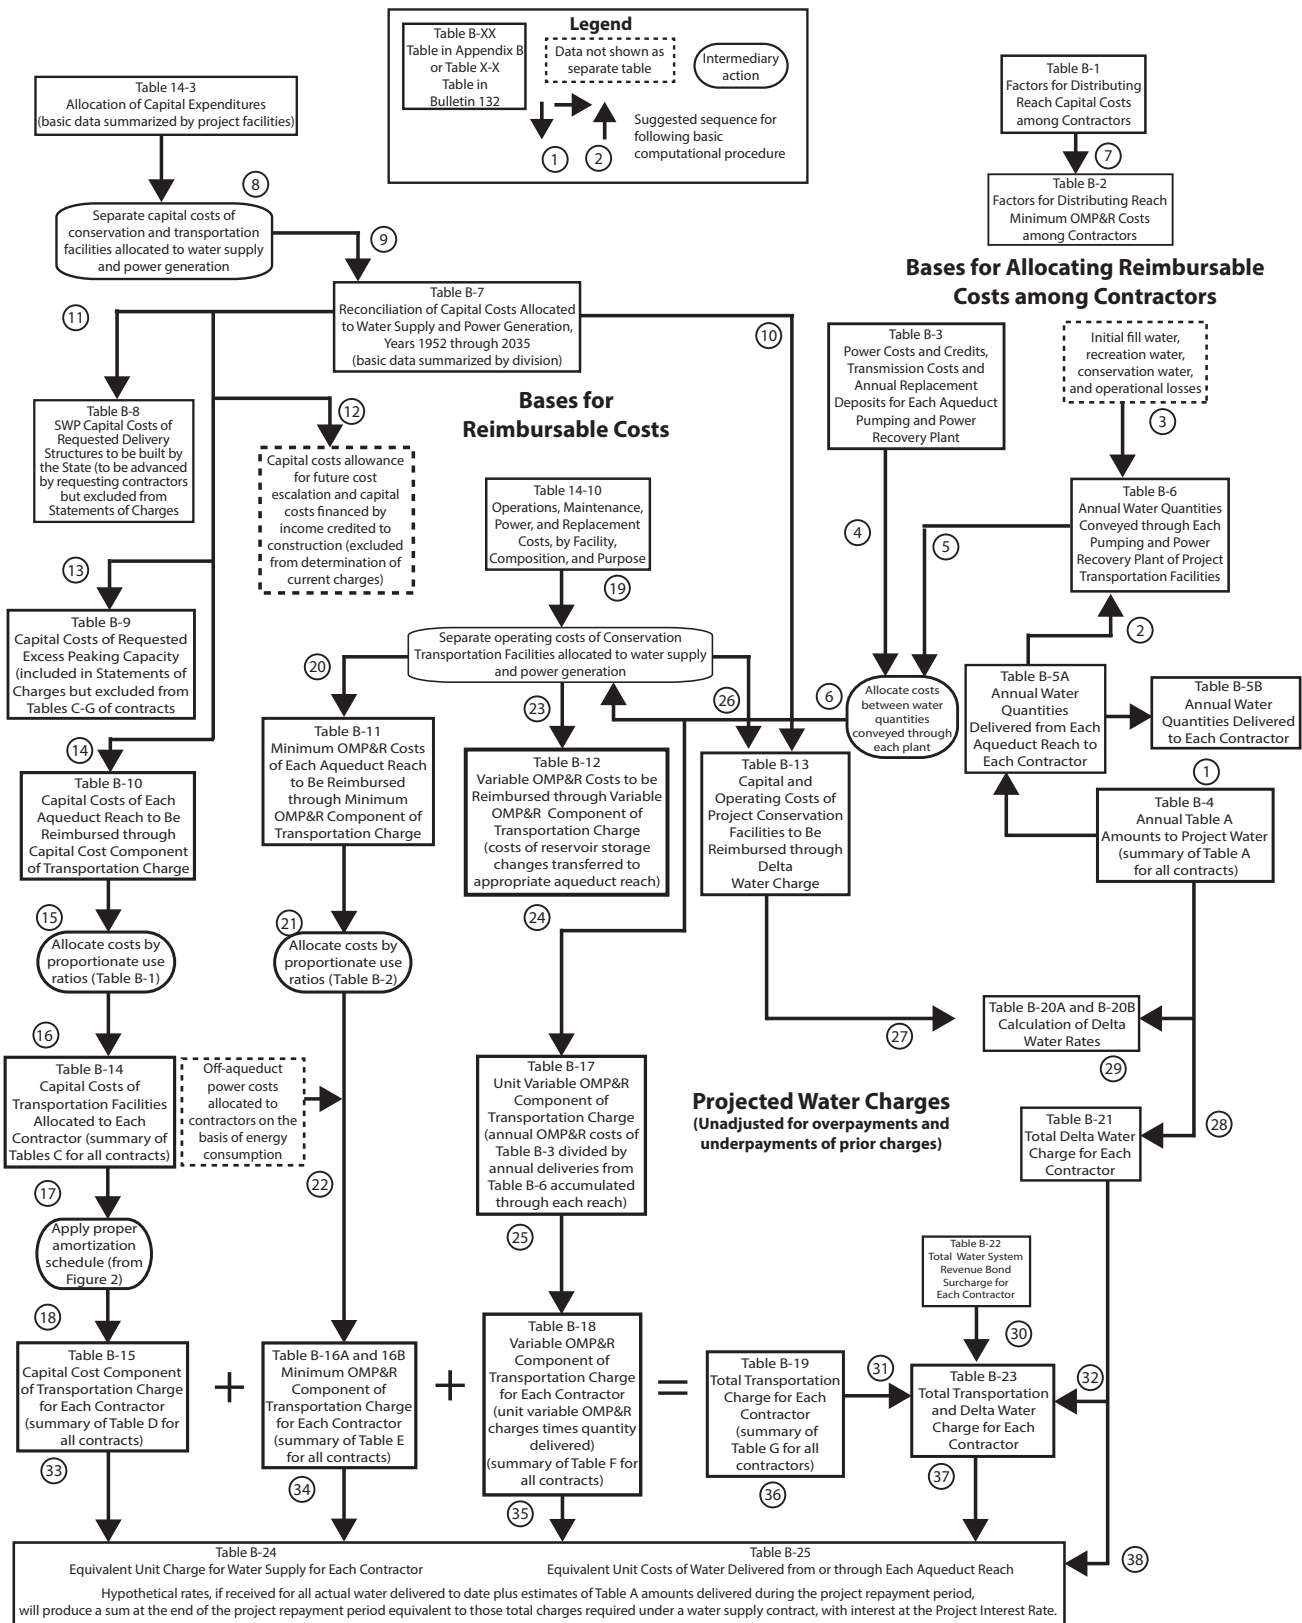 Legend
Table B-XX
Table in Appendix B
or Table X-X
Table in
Bulletin 132
Data not shown as
separate table
Intermediary
action
1
2
Suggested sequence for
following basic
computational procedure
Table 14-3
Allocation of Capital Expenditures
(basic data summarized by project facilities)
8
Separate capital costs of
conservation and transportation
facilities allocated to water supply
and power generation
9
Table B-1
Factors for Distributing
Reach Capital Costs
among Contractors
7
Table B-2
Factors for Distributing Reach
Minimum OMP&R Costs
among Contractors
Bases for Allocating Reimbursable
Costs among Contractors
Table B-7
Reconciliation of Capital Costs Allocated
to Water Supply and Power Generation,
Years 1952 through 2035
(basic data summarized by division)
11
10
Table B-8
SWP Capital Costs of
Requested Delivery
Structures to be built by
the State (to be advanced
by requesting contractors
but excluded from
Statements of Charges
12
Capital costs allowance
for future cost
escalation and capital
costs financed by
income credited to
construction (excluded
from determination of
current charges)
Bases for
Reimbursable Costs
Table B-3
Power Costs and Credits,
Transmission Costs and
Annual Replacement
Deposits for Each Aqueduct
Pumping and Power
Recovery Plant
Initial fill water,
recreation water,
conservation water,
and operational losses
3
Table 14-10
Operations, Maintenance,
Power, and Replacement
Costs, by Facility,
Composition, and Purpose
19
4
5
Table B-6
Annual Water Quantities
Conveyed through Each
Pumping and Power
Recovery Plant of Project
Transportation Facilities
2
13
Table B-9
Capital Costs of Requested
Excess Peaking Capacity
(included in Statements of
Charges but excluded from
Tables C-G of contracts)
Separate operating costs of Conservation
Transportation Facilities allocated to water supply
and power generation
20
23
26
6
Allocate costs
between water
quantities
conveyed through
each plant
Table B-5A
Annual Water
Quantities
Delivered from Each
Aqueduct Reach to
Each Contractor
Table B-5B
Annual Water
Quantities Delivered
to Each Contractor
1
14
Table B-10
Capital Costs of Each
Aqueduct Reach to Be
Reimbursed through
Capital Cost Component
of Transportation Charge
Table B-11
Minimum OMP&R Costs
of Each Aqueduct Reach
to Be Reimbursed
through Minimum
OMP&R Component of
Transportation Charge
Table B-12
Variable OMP&R Costs to be
Reimbursed through Variable
OMP&R Component of
Transportation Charge
(costs of reservoir storage
changes transferred to
appropriate aqueduct reach)
Table B-13
Capital and
Operating Costs of
Project Conservation
Facilities to Be
Reimbursed through
Delta
Water Charge
Table B-4
Annual Table A
Amounts to Project Water
(summary of Table A
for all contracts)
15
Allocate costs by
proportionate use
ratios (Table B-1)
21
Allocate costs by
proportionate use
ratios (Table B-2)
24
27
Table B-20A and B-20B
Calculation of Delta
Water Rates
29
16
Table B-14
Capital Costs of
Transportation Facilities
Allocated to Each
Contractor (summary of
Tables C for all contracts)
Off-aqueduct
power costs
allocated to
contractors on the
basis of energy
consumption
22
Table B-17
Unit Variable OMP&R
Component of
Transportation Charge
(annual OMP&R costs of
Table B-3 divided by
annual deliveries from
Table B-6 accumulated
through each reach)
Projected Water Charges
(Unadjusted for overpayments and
underpayments of prior charges)
Table B-21
Total Delta Water
Charge for Each
Contractor
28
17
Apply proper
amortization
schedule (from
Figure 2)
18
25
Table B-22
Total Water System
Revenue Bond
Surcharge for
Each Contractor
30
Table B-15
Capital Cost Component
of Transportation Charge
for Each Contractor
(summary of Table D for
all contracts)
+
Table B-16A and 16B
Minimum OMP&R
Component of
Transportation Charge
for Each Contractor
(summary of Table E
for all contracts)
+
Table B-18
Variable OMP&R
Component of
Transportation Charge
for Each Contractor
(unit variable OMP&R
charges times quantity
delivered)
(summary of Table F for
all contracts)
=
Table B-19
Total Transportation
Charge for Each
Contractor
(summary of
Table G for all
contractors)
31
Table B-23
Total Transportation
and Delta Water
Charge for Each
Contractor
32
33
34
35
36
37
38
Table B-24
Equivalent Unit Charge for Water Supply for Each Contractor
Table B-25
Equivalent Unit Costs of Water Delivered from or through Each Aqueduct Reach
Hypothetical rates, if received for all actual water delivered to date plus estimates of Table A amounts delivered during the project repayment period,
will produce a sum at the end of the project repayment period equivalent to those total charges required under a water supply contract, with interest at the Project Interest Rate.